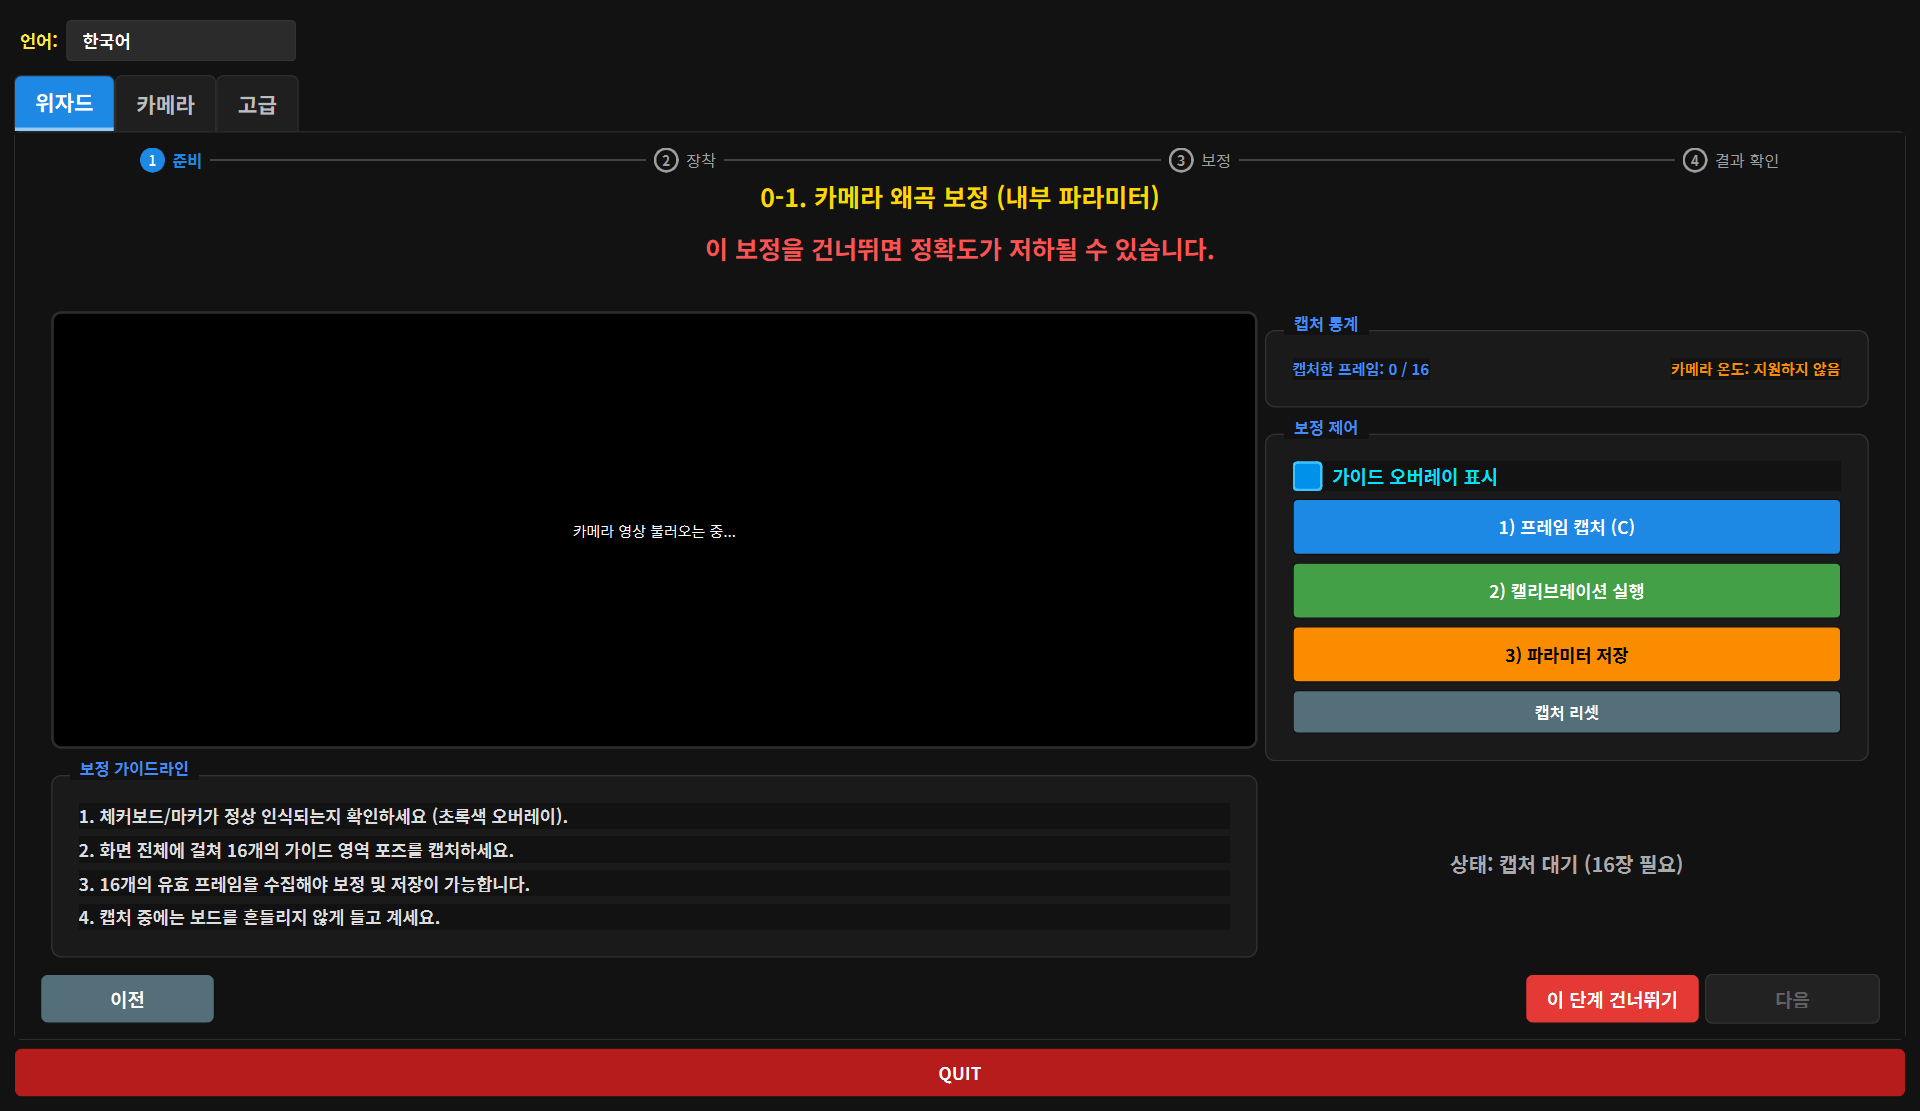 언어: 한국어
위자드 카메라 고급
1 준비 2 장착 3 보정 4 결과 확인
0-1. 카메라 왜곡 보정 (내부 파라미터)
이 보정을 건너뛰면 정확도가 저하될 수 있습니다.
카메라 영상 불러오는 중...
캡처 통계
캡처한 프레임: 0 / 16 카메라 온도: 지원하지 않음
보정 제어
가이드 오버레이 표시
1) 프레임 캡처 (C)
2) 캘리브레이션 실행
3) 파라미터 저장
캡처 리셋
보정 가이드라인
1. 체커보드/마커가 정상 인식되는지 확인하세요 (초록색 오버레이).
2. 화면 전체에 걸쳐 16개의 가이드 영역 포즈를 캡처하세요.
3. 16개의 유효 프레임을 수집해야 보정 및 저장이 가능합니다.
4. 캡처 중에는 보드를 흔들리지 않게 들고 계세요.
상태: 캡처 대기 (16장 필요)
이전 이 단계 건너뛰기 다음
QUIT